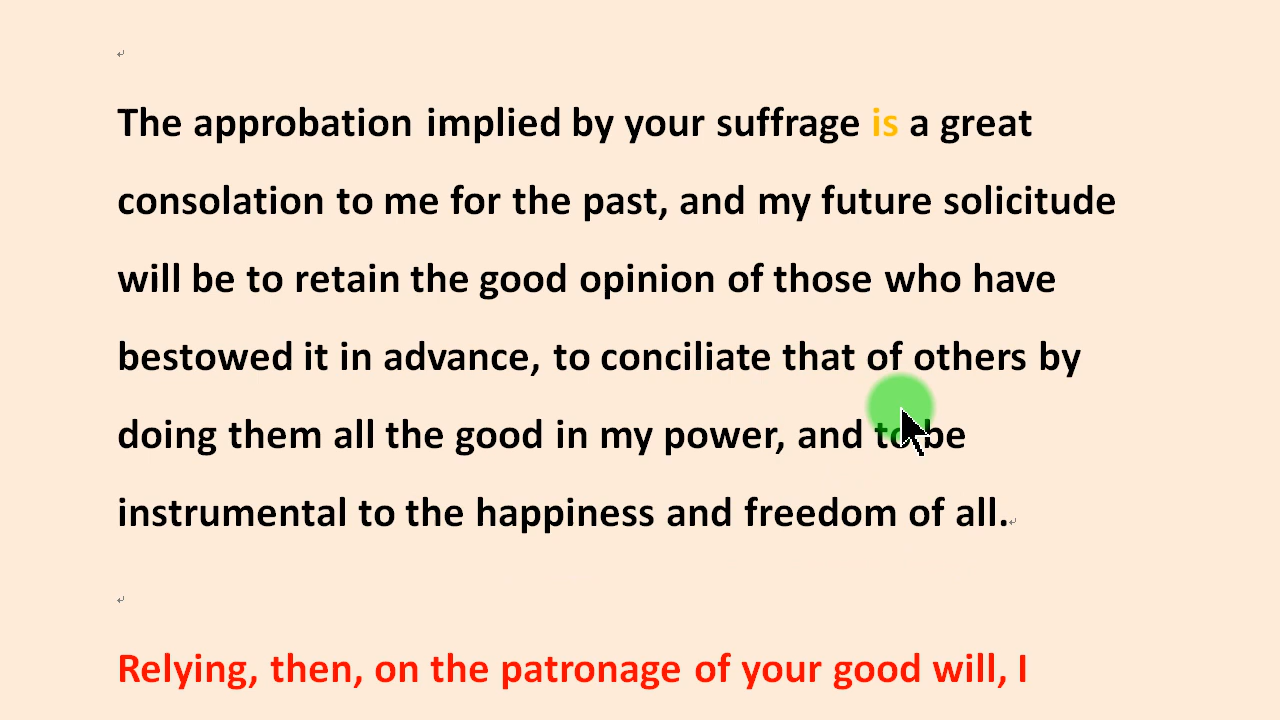 The approbation implied by your suffrage is a great
consolation to me for the past, and my future solicitude
will be to retain the good opinion of those who have
bestowed it in advance, to conciliate that of others by
doing them all the good in my power, and to be
instrumental to the happiness and freedom of all.
Relying, then, on the patronage of your good will, I